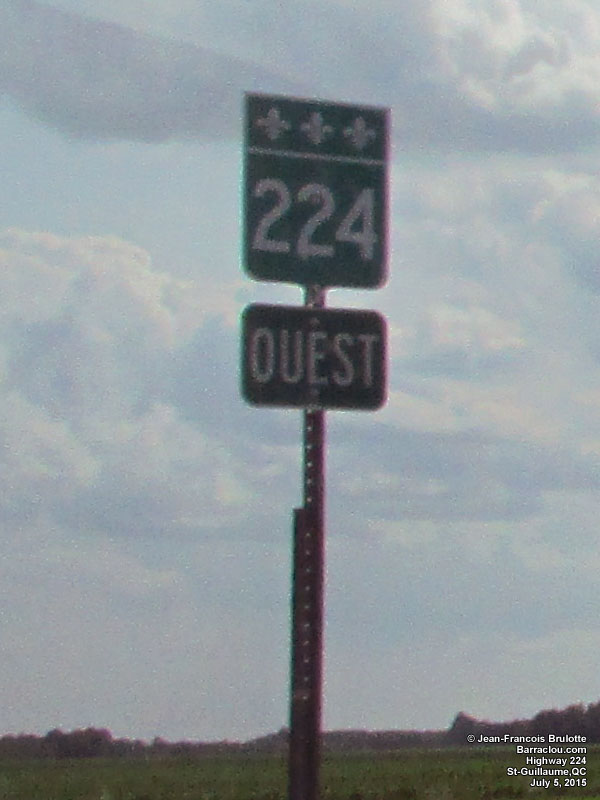 224
OUEST
© Jean-Francois Brulotte
Barraclou.com
Highway 224
St-Guillaume,QC
July 5, 2015